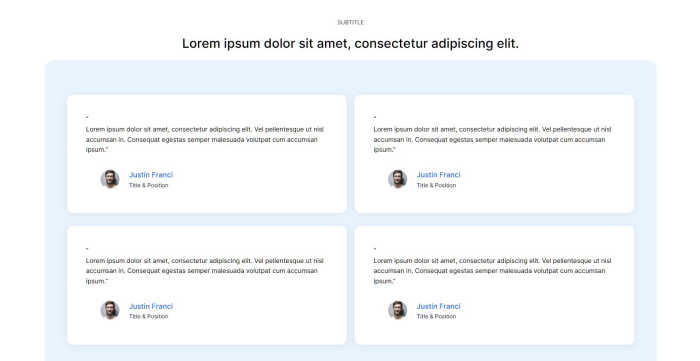 SUBTITLE
Lorem ipsum dolor sit amet, consectetur adipiscing elit.
"
Lorem ipsum dolor sit amet, consectetur adipiscing elit. Vel pellentesque ut nisl
accumsan in. Consequat egestas semper malesuada volutpat cum accumsan
ipsum."
Justin Franci
Title & Position
"
Lorem ipsum dolor sit amet, consectetur adipiscing elit. Vel pellentesque ut nisl
accumsan in. Consequat egestas semper malesuada volutpat cum accumsan
ipsum."
Justin Franci
Title & Position
"
Lorem ipsum dolor sit amet, consectetur adipiscing elit. Vel pellentesque ut nisl
accumsan in. Consequat egestas semper malesuada volutpat cum accumsan
ipsum."
Justin Franci
Title & Position
"
Lorem ipsum dolor sit amet, consectetur adipiscing elit. Vel pellentesque ut nisl
accumsan in. Consequat egestas semper malesuada volutpat cum accumsan
ipsum."
Justin Franci
Title & Position